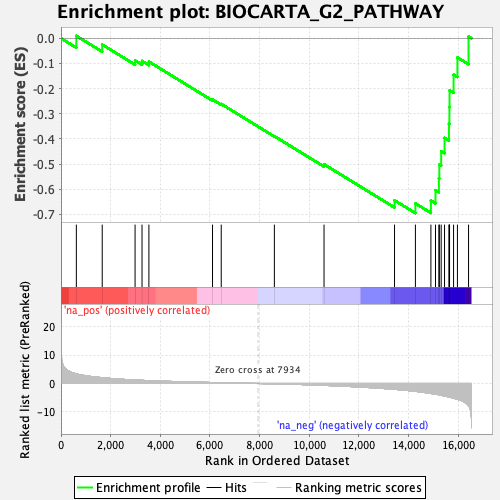 Enrichment plot: BIOCARTA_G2_PATHWAY
Enrichment score (ES)
0.0
-0.1
-0.2
-0.3
-0.4
-0.5
-0.6
-0.7
'na_pos' (positively correlated)
Ranked list metric (PreRanked)
20
10
0
-10
Zero cross at 7934
'na_neg' (negatively correlated)
0 2,000 4,000 6,000 8,000 10,000 12,000 14,000 16,000
Rank in Ordered Dataset
Enrichment profile Hits Ranking metric scores